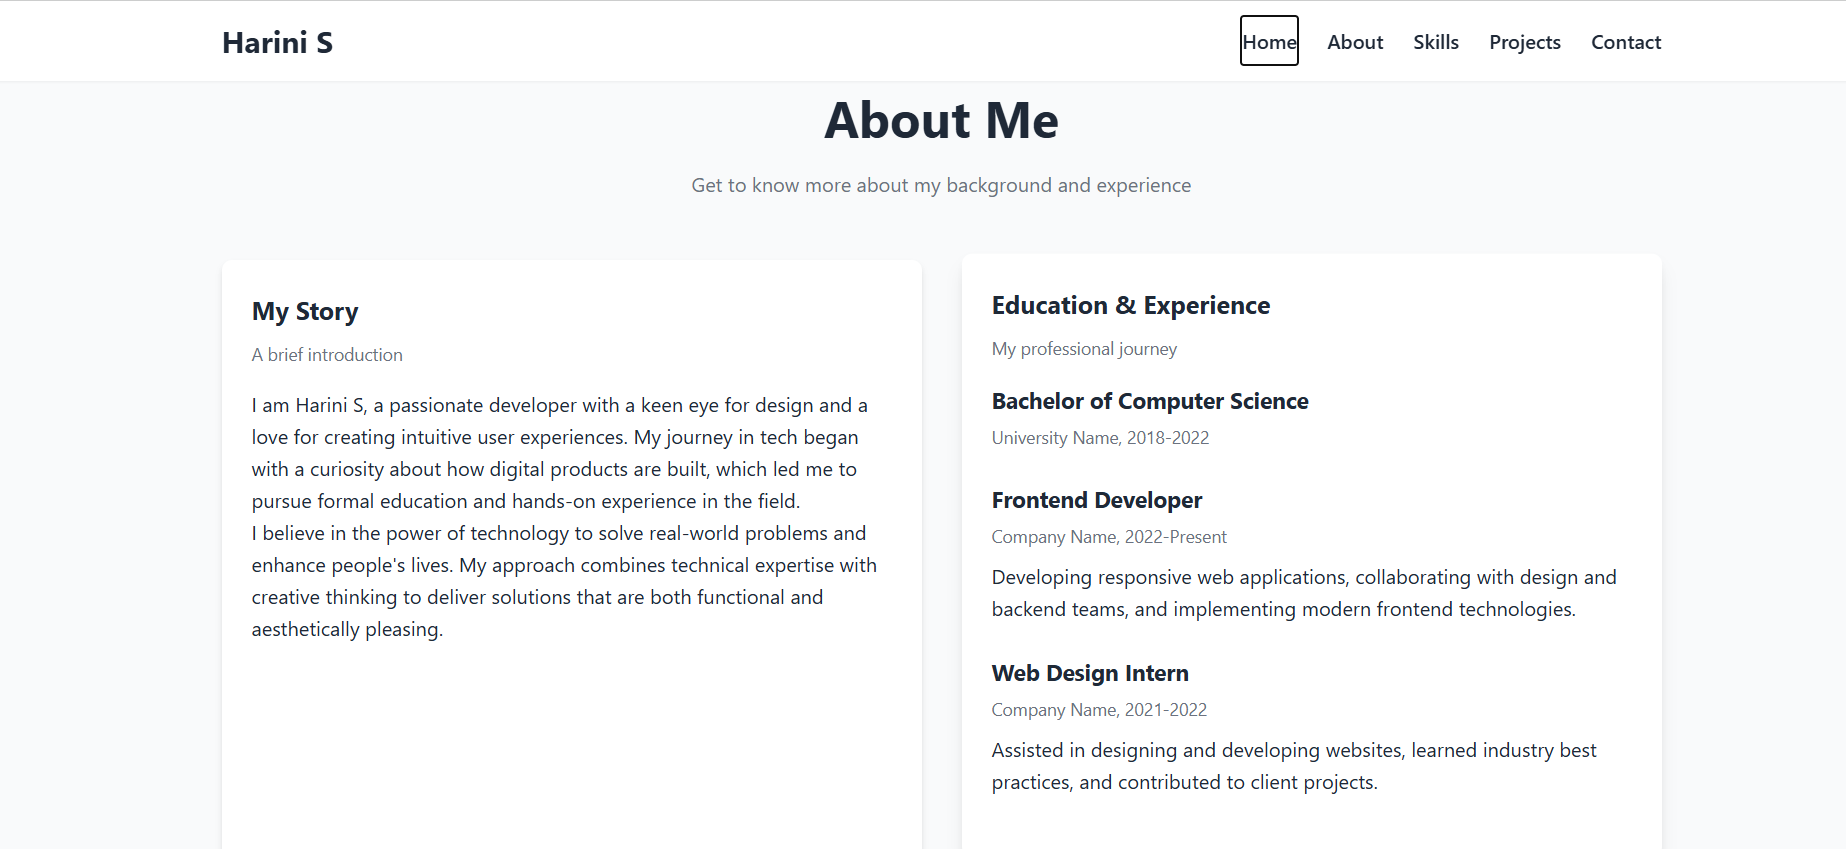 Harini S
Home About Skills Projects Contact
About Me
Get to know more about my background and experience
My Story
A brief introduction
I am Harini S, a passionate developer with a keen eye for design and a
love for creating intuitive user experiences. My journey in tech began
with a curiosity about how digital products are built, which led me to
pursue formal education and hands-on experience in the field.
I believe in the power of technology to solve real-world problems and
enhance people's lives. My approach combines technical expertise with
creative thinking to deliver solutions that are both functional and
aesthetically pleasing.
Education & Experience
My professional journey
Bachelor of Computer Science
University Name, 2018-2022
Frontend Developer
Company Name, 2022-Present
Developing responsive web applications, collaborating with design and
backend teams, and implementing modern frontend technologies.
Web Design Intern
Company Name, 2021-2022
Assisted in designing and developing websites, learned industry best
practices, and contributed to client projects.